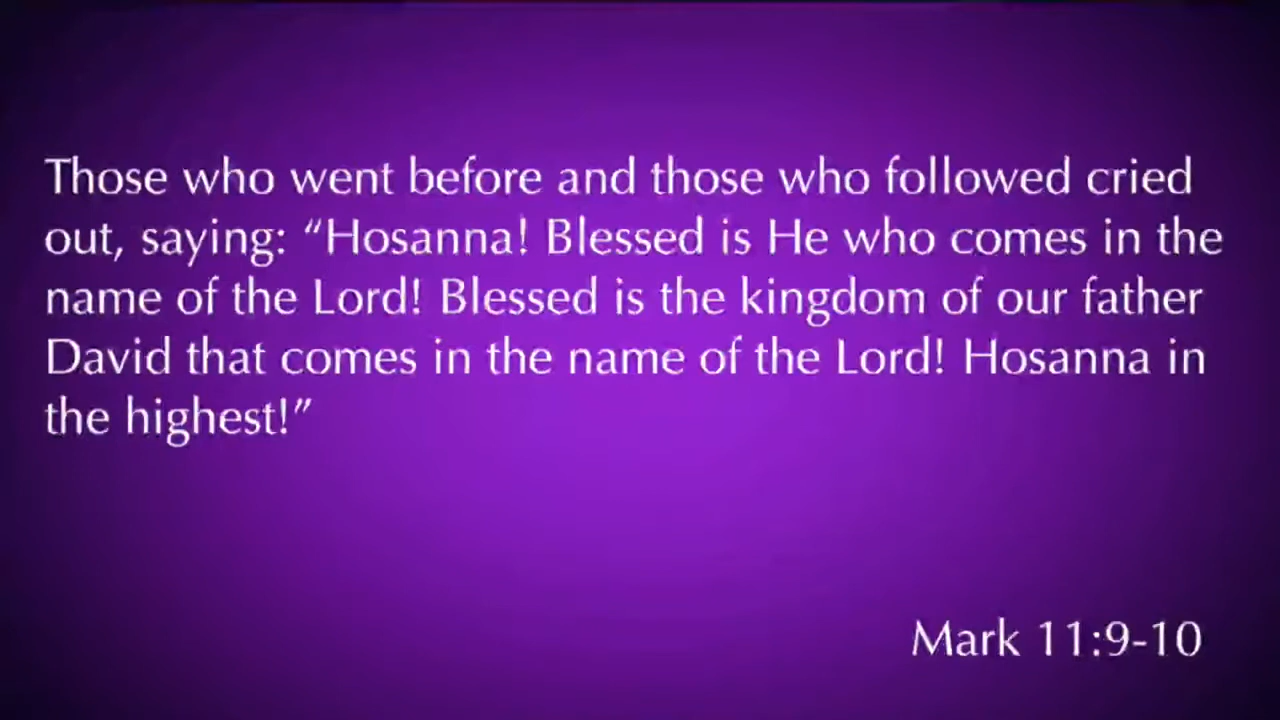 Those who went before and those who followed cried
out, saying: “Hosanna! Blessed is He who comes in the
name of the Lord! Blessed is the kingdom of our father
David that comes in the name of the Lord! Hosanna in
the highest!”
Mark 11:9-10